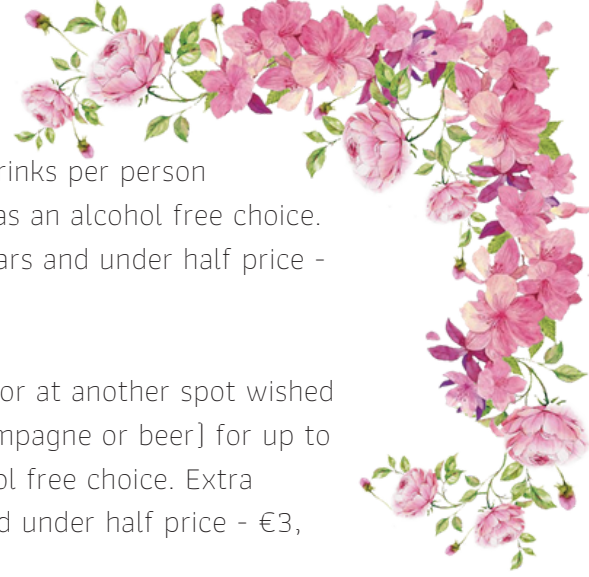 rinks per person
as an alcohol free choice.
ars and under half price -
or at another spot wished
mpagne or beer) for up to
ol free choice. Extra
d under half price - €3,